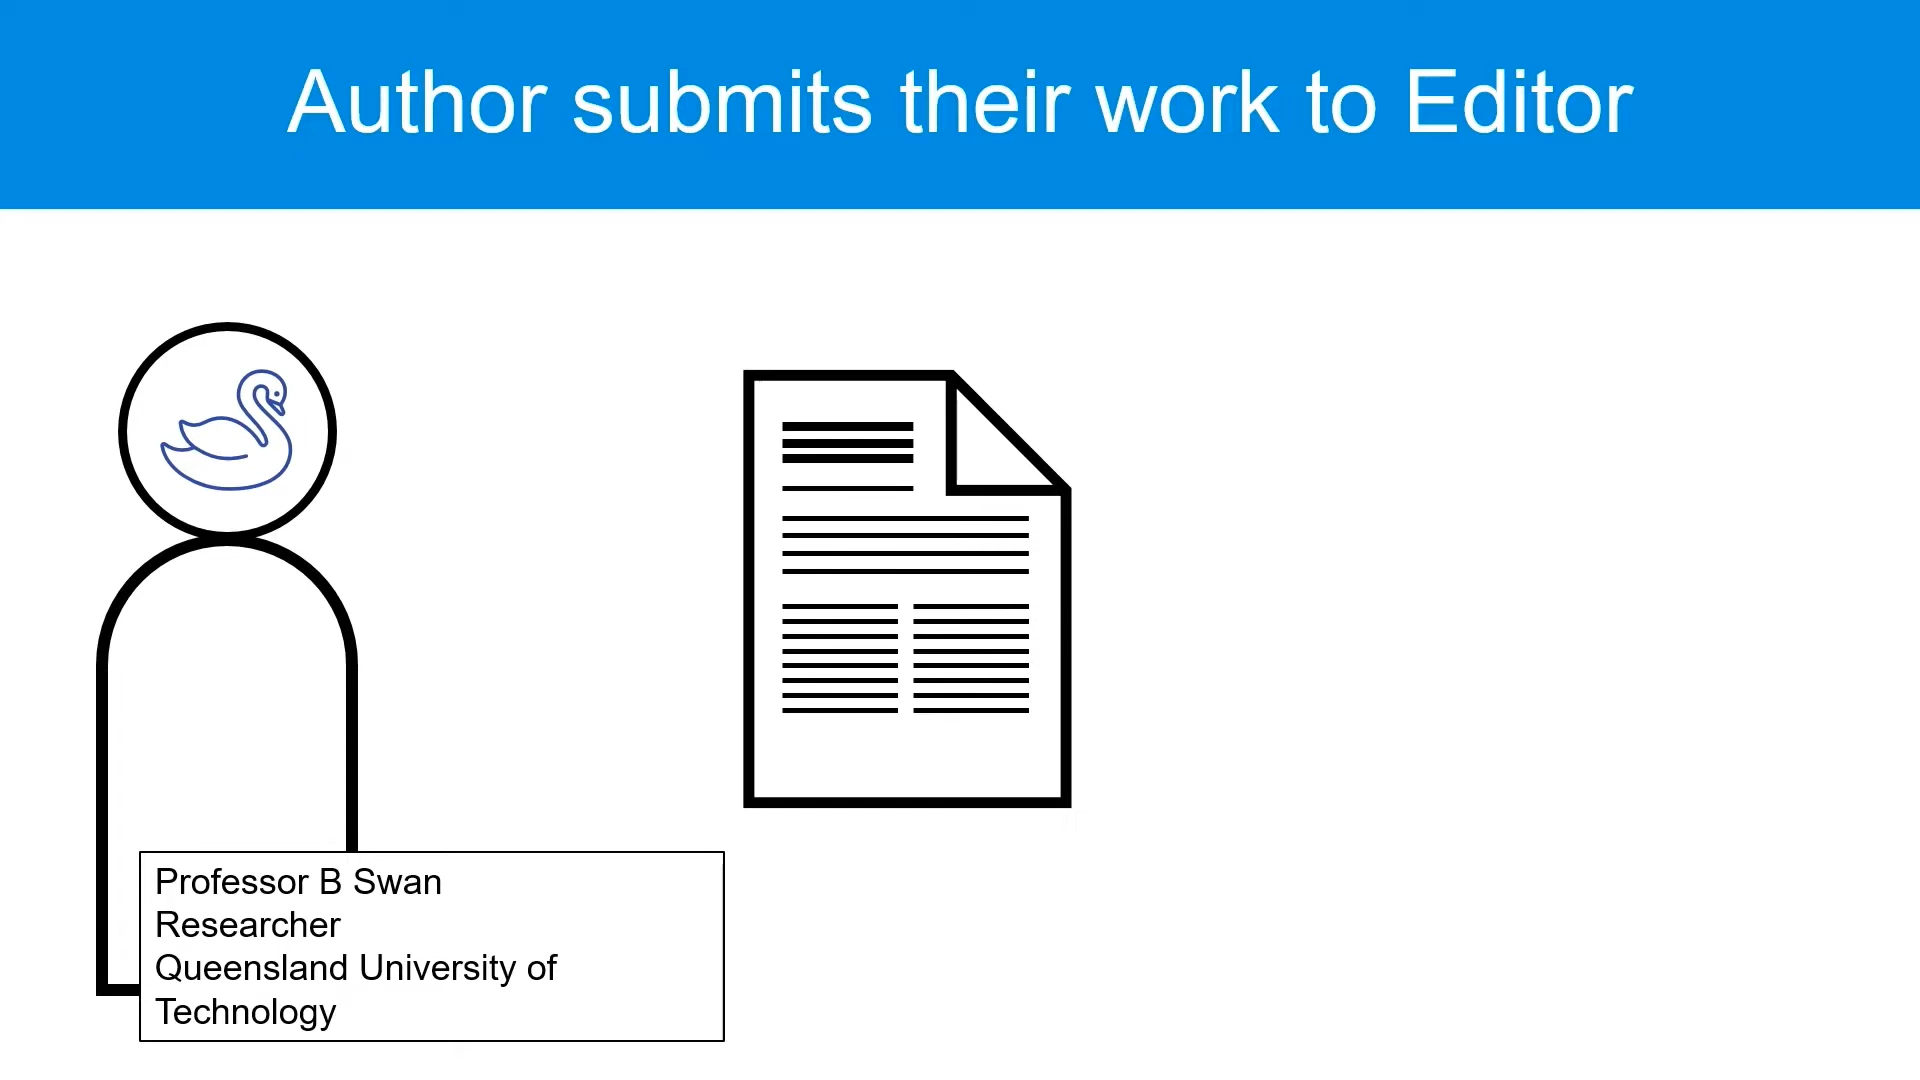 Author submits their work to Editor
Professor B Swan
Researcher
Queensland University of
Technology